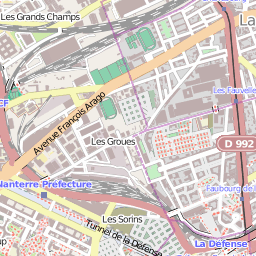 Les Grands Champs
La
Les Fauvelles
Avenue François Arago
Les Groues
D 992
Nanterre Préfecture
Faubourg de l
Les Sorins
Tunnel de la Défense
La Défense